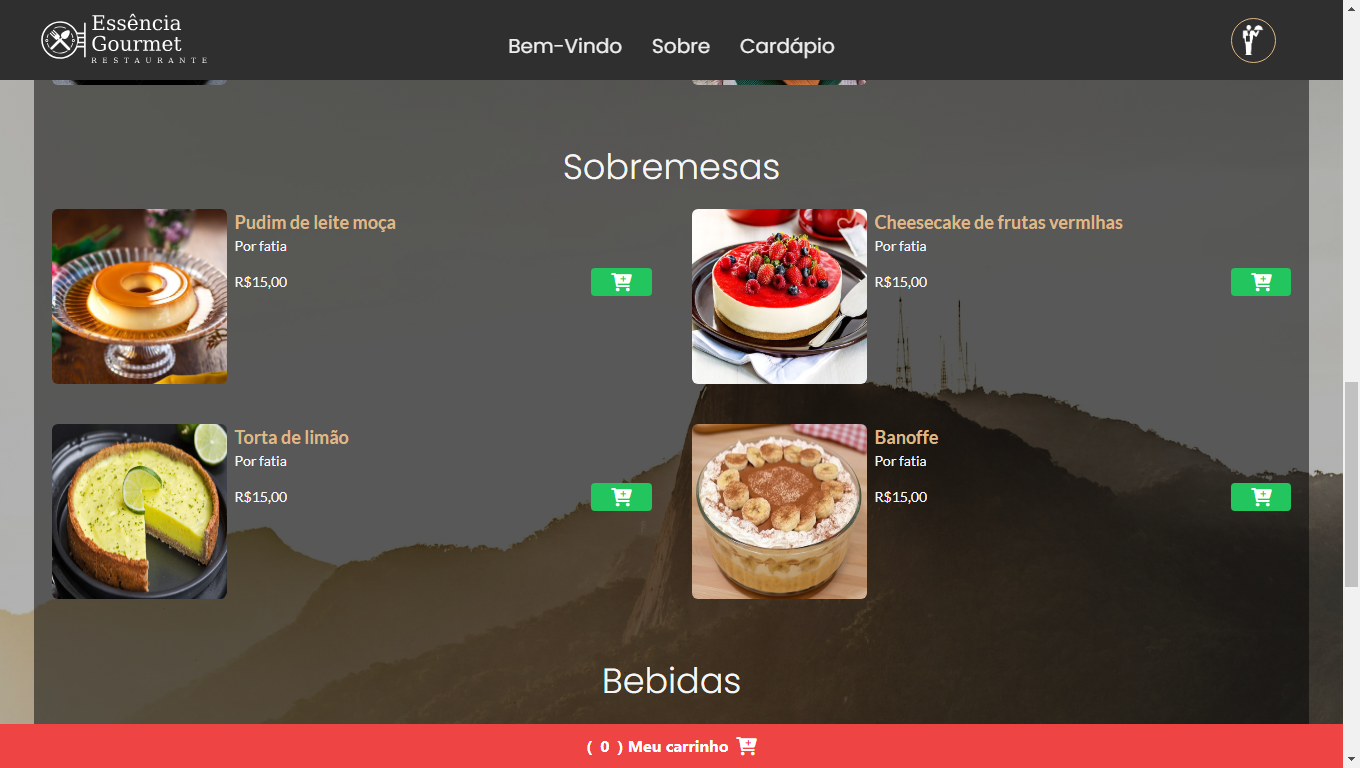 Essência
Gourmet
RESTAURANTE
Bem-Vindo
Sobre
Cardápio
Sobremesas
Pudim de leite moça
Por fatia
R$15,00
Cheesecake de frutas vermlhas
Por fatia
R$15,00
Torta de limão
Por fatia
R$15,00
Banoffe
Por fatia
R$15,00
Bebidas
( 0 ) Meu carrinho